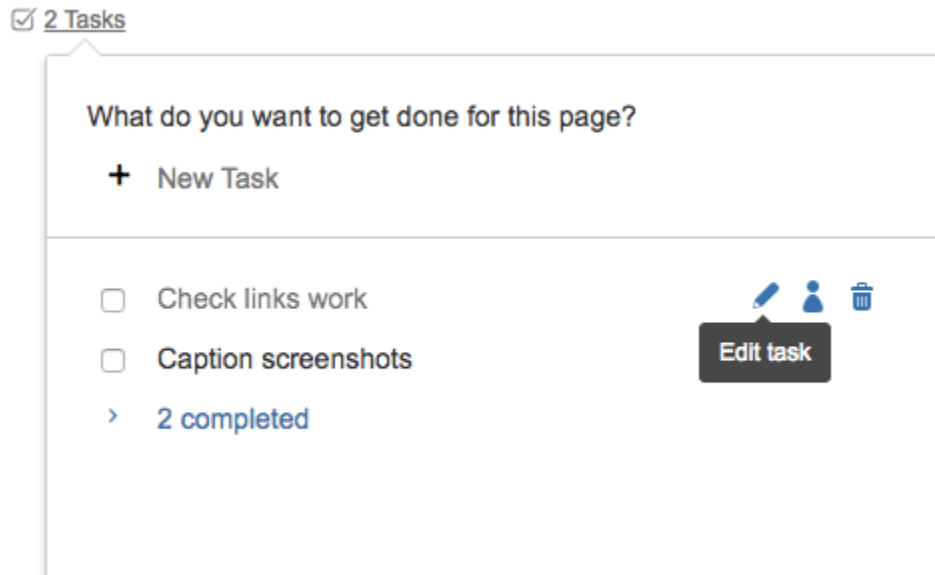 2 Tasks
What do you want to get done for this page?
+ New Task
Check links work
Edit task
Caption screenshots
2 completed